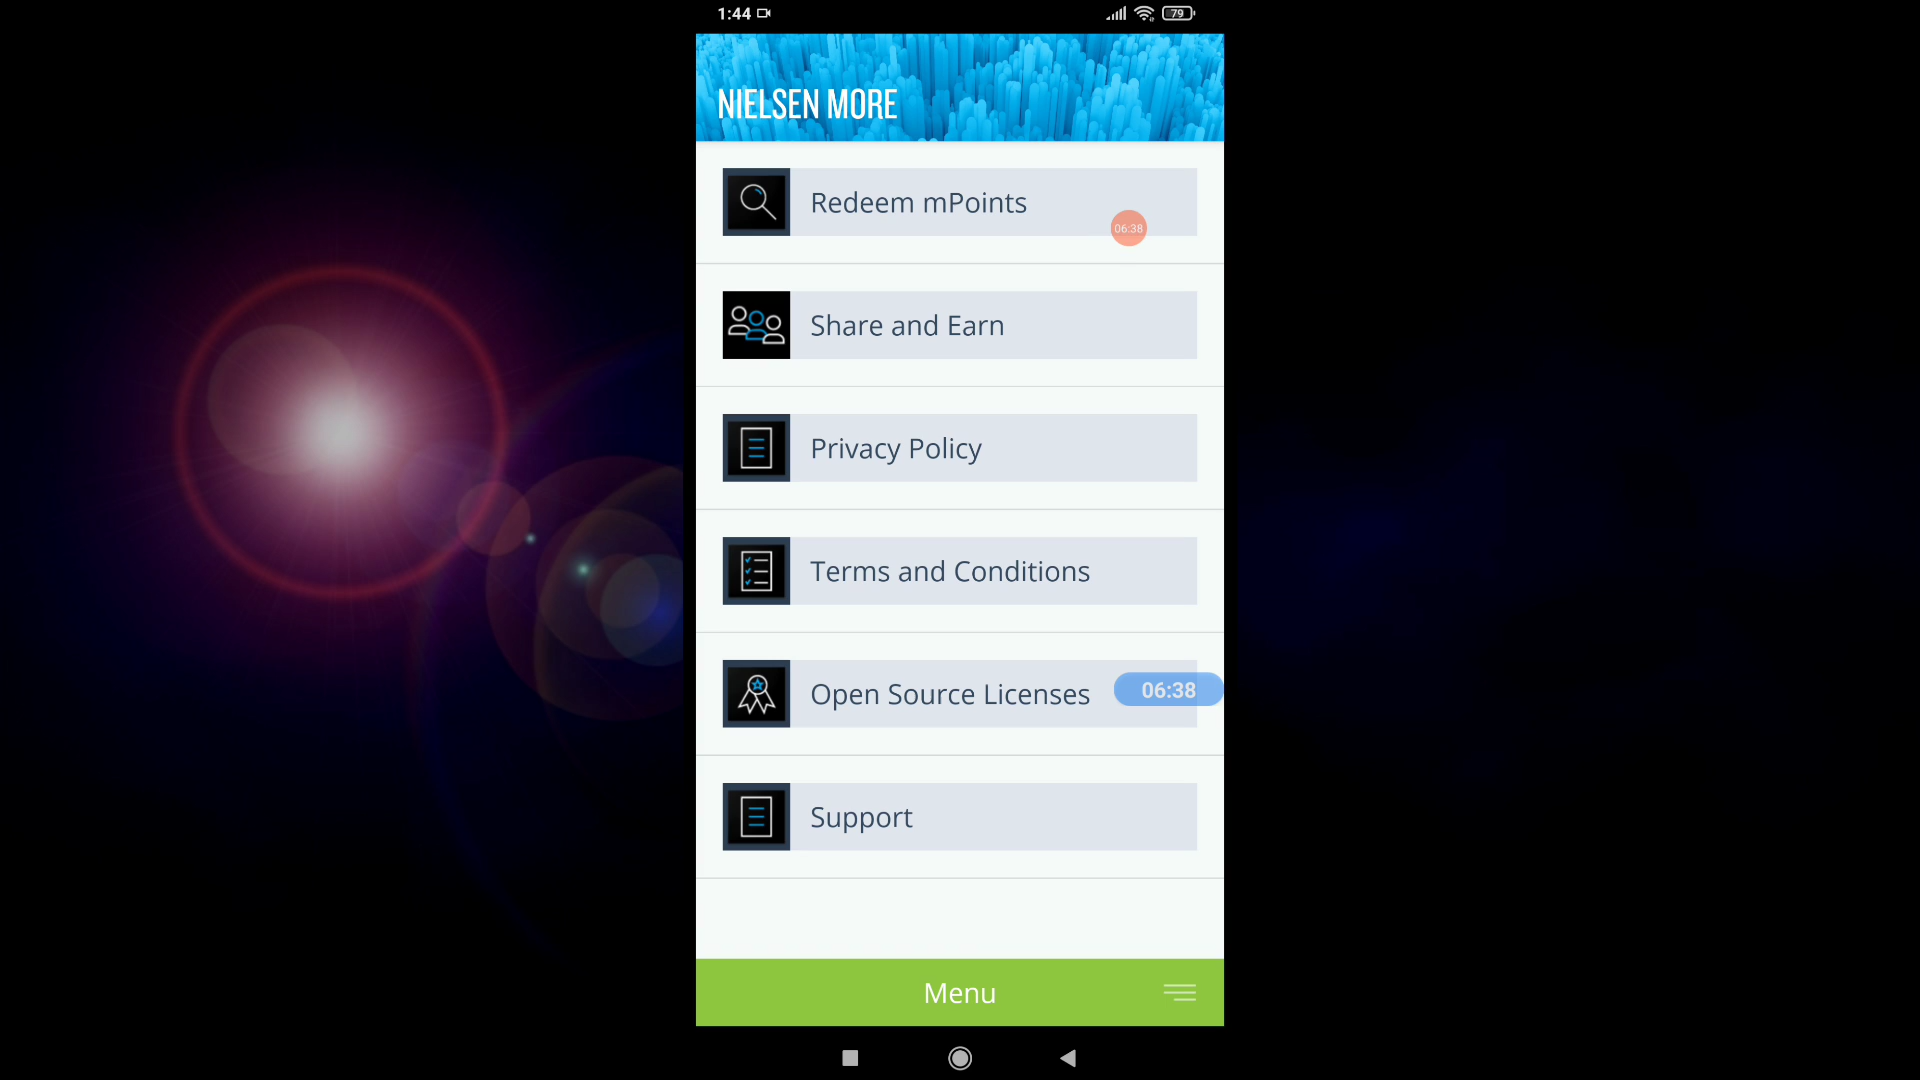 1:44
79
NIELSEN MORE
Redeem mPoints
06:38
Share and Earn
Privacy Policy
Terms and Conditions
Open Source Licenses
06:38
Support
Menu